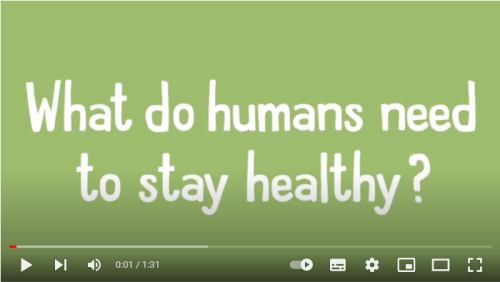 What do humans need
to stay healthy?
0:01 / 1:31